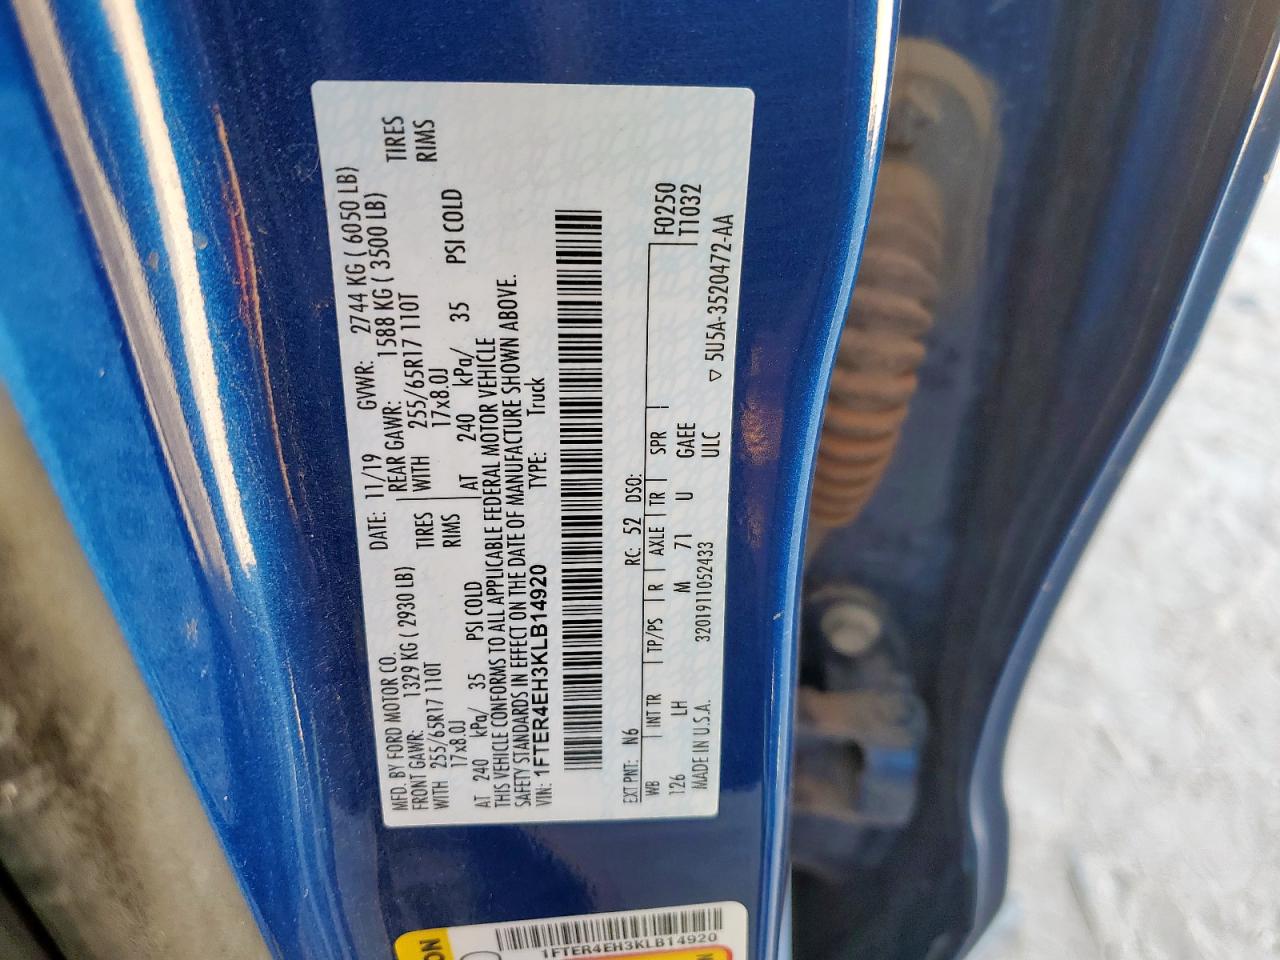 MFD. BY FORD MOTOR CO.
DATE: 11/19 GVWR: 2744 KG ( 6050 LB)
FRONT GAWR: 1329 KG ( 2930 LB) REAR GAWR: 1588 KG ( 3500 LB)
WITH 255/65R17 110T TIRES WITH 255/65R17 110T TIRES
17x8.0J RIMS 17x8.0J RIMS
AT 240 kPa/ 35 PSI COLD AT 240 kPa/ 35 PSI COLD
THIS VEHICLE CONFORMS TO ALL APPLICABLE FEDERAL MOTOR VEHICLE
SAFETY STANDARDS IN EFFECT ON THE DATE OF MANUFACTURE SHOWN ABOVE.
VIN: 1FTER4EH3KLB14920 TYPE: Truck
EXT PNT: N6 RC: 52 DSO:
WB INT TR TP/PS R AXLE TR SPR F0250
126 LH M 71 U GAEE T1032
MADE IN U.S.A. 3201911052433 ULC
▽ 5U5A-3520472-AA
1FTER4EH3KLB14920